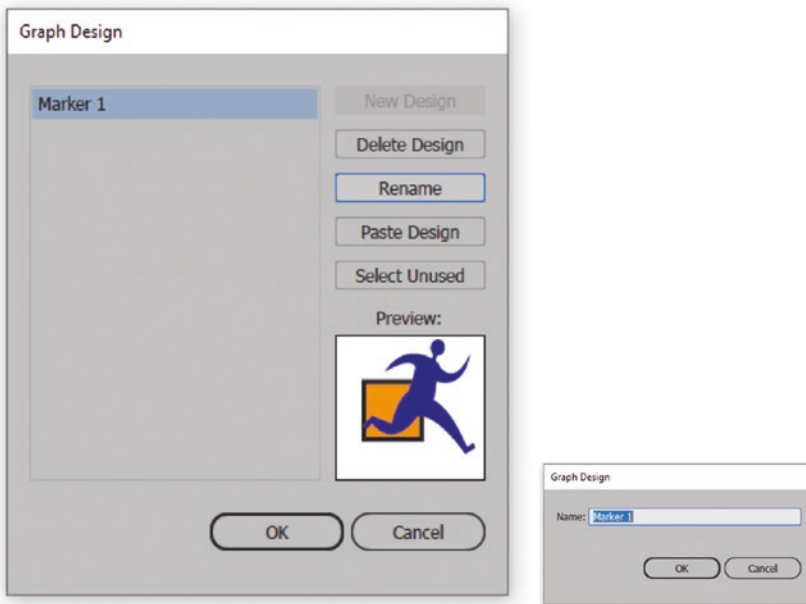 Graph Design
Marker 1
New Design
Delete Design
Rename
Paste Design
Select Unused
Preview:
OK
Cancel
Graph Design
Name: Marker 1
OK
Cancel